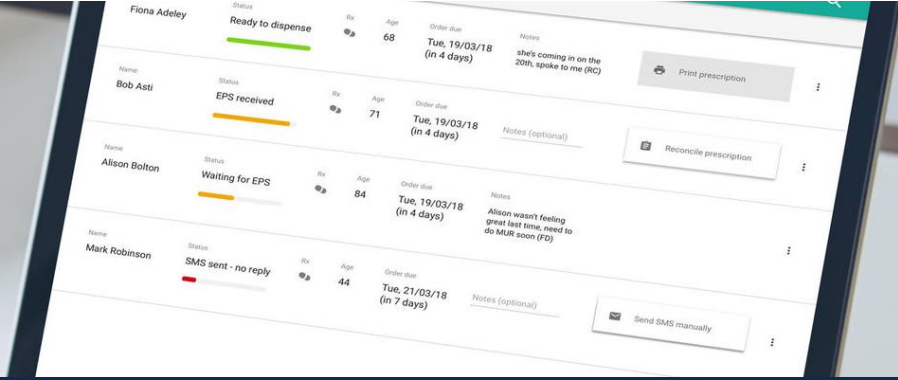 Fiona Adeley
Status
Ready to dispense
Rx
Age
68
Order due
Tue, 19/03/18
(in 4 days)
Notes
she's coming in on the
20th, spoke to me (RC)
Print prescription
Name
Bob Asti
Status
EPS received
Rx
Age
71
Order due
Tue, 19/03/18
(in 4 days)
Notes (optional)
Reconcile prescription
Name
Alison Bolton
Status
Waiting for EPS
Rx
Age
84
Order due
Tue, 19/03/18
(in 4 days)
Notes
Alison wasn't feeling
great last time, need to
do MUR soon (FD)
Name
Mark Robinson
Status
SMS sent - no reply
Rx
Age
44
Order due
Tue, 21/03/18
(in 7 days)
Notes (optional)
Send SMS manually